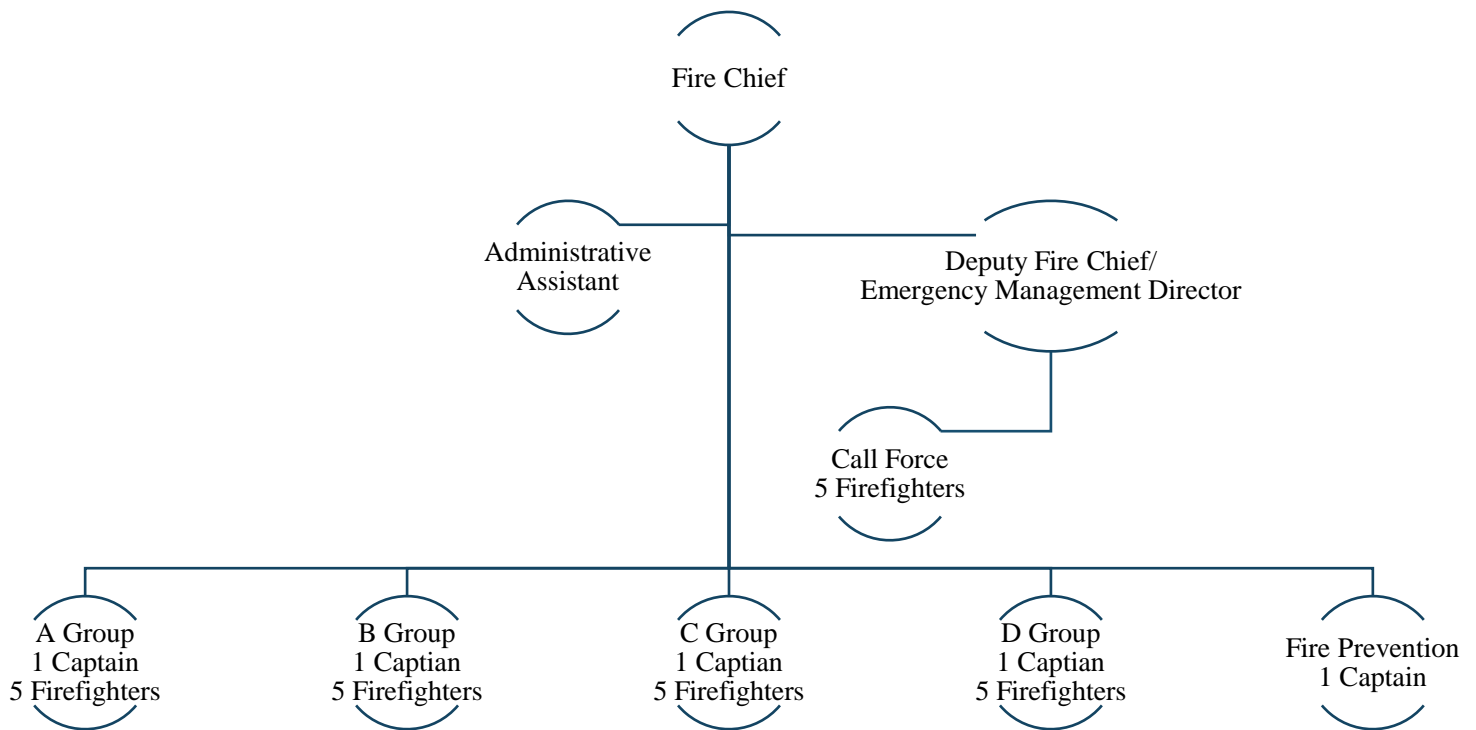 Fire Chief
Administrative
Assistant
Deputy Fire Chief/
Emergency Management Director
Call Force
5 Firefighters
A Group
1 Captain
5 Firefighters
B Group
1 Captian
5 Firefighters
C Group
1 Captian
5 Firefighters
D Group
1 Captian
5 Firefighters
Fire Prevention
1 Captain